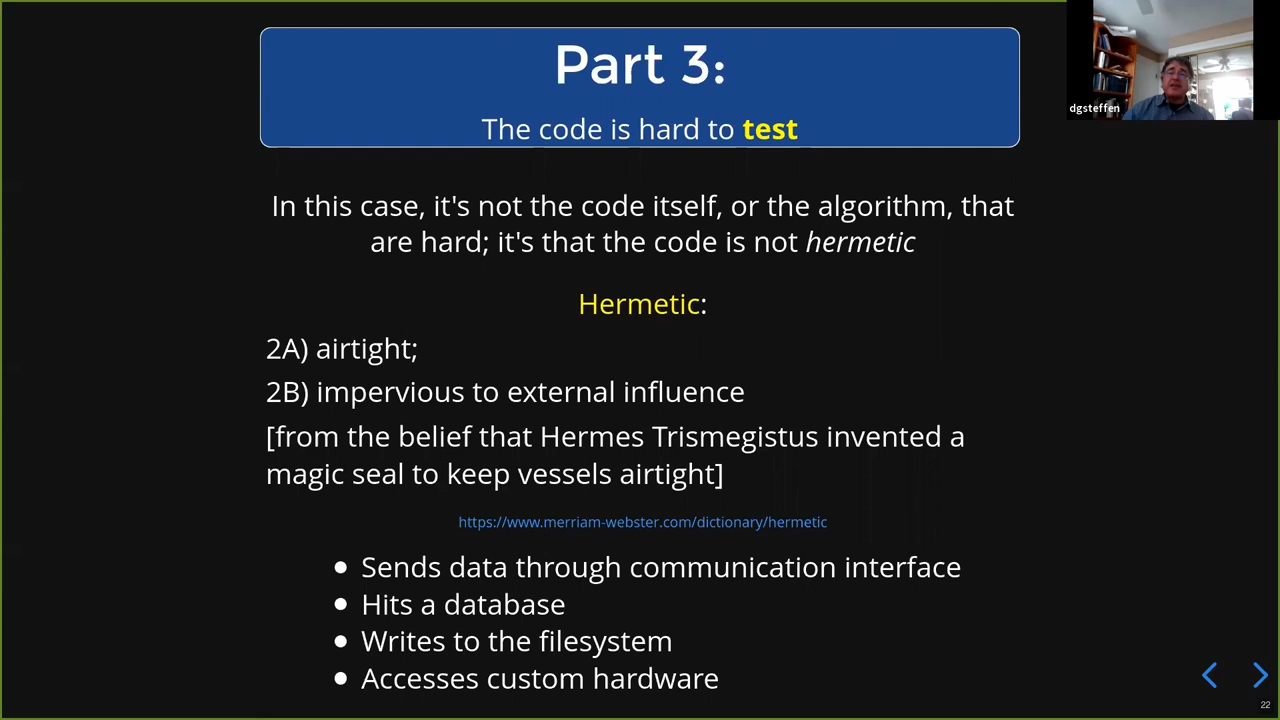 Part 3:
The code is hard to test
dgsteffen
In this case, it's not the code itself, or the algorithm, that
are hard; it's that the code is not hermetic
Hermetic:
2A) airtight;
2B) impervious to external influence
[from the belief that Hermes Trismegistus invented a
magic seal to keep vessels airtight]
https://www.merriam-webster.com/dictionary/hermetic
• Sends data through communication interface
• Hits a database
• Writes to the filesystem
• Accesses custom hardware
22